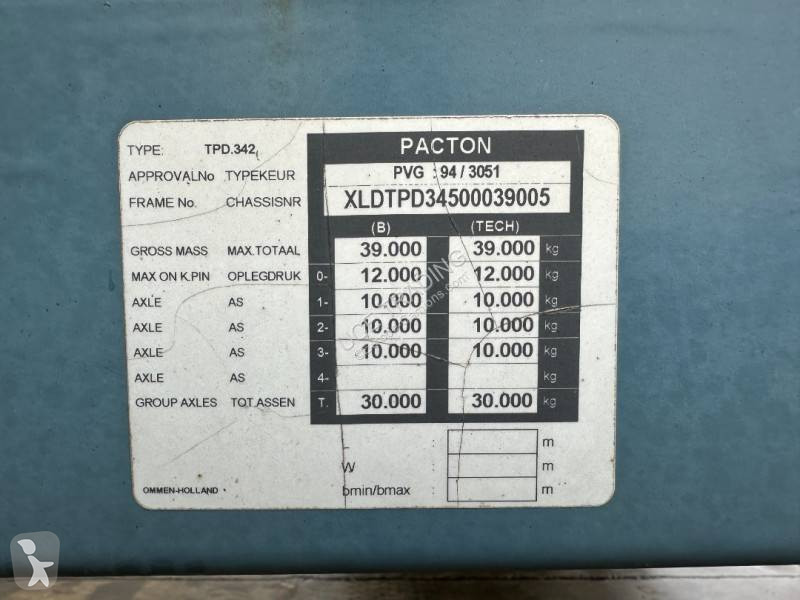 PACTON
TYPE: TPD.342
APPROVALNo TYPEKEUR PVG : 94 / 3051
FRAME No. CHASSISNR XLDTPD34500039005
(B) (TECH)
GROSS MASS MAX.TOTAAL 39.000 39.000 kg
MAX ON K.PIN OPLEGDRUK 0- 12.000 12.000 kg
AXLE AS 1- 10.000 10.000 kg
AXLE AS 2- 10.000 10.000 kg
AXLE AS 3- 10.000 10.000 kg
AXLE AS 4- kg
GROUP AXLES TOT.ASSEN T. 30.000 30.000 kg
L : m
W : m
bmin/bmax : m
OMMEN-HOLLAND